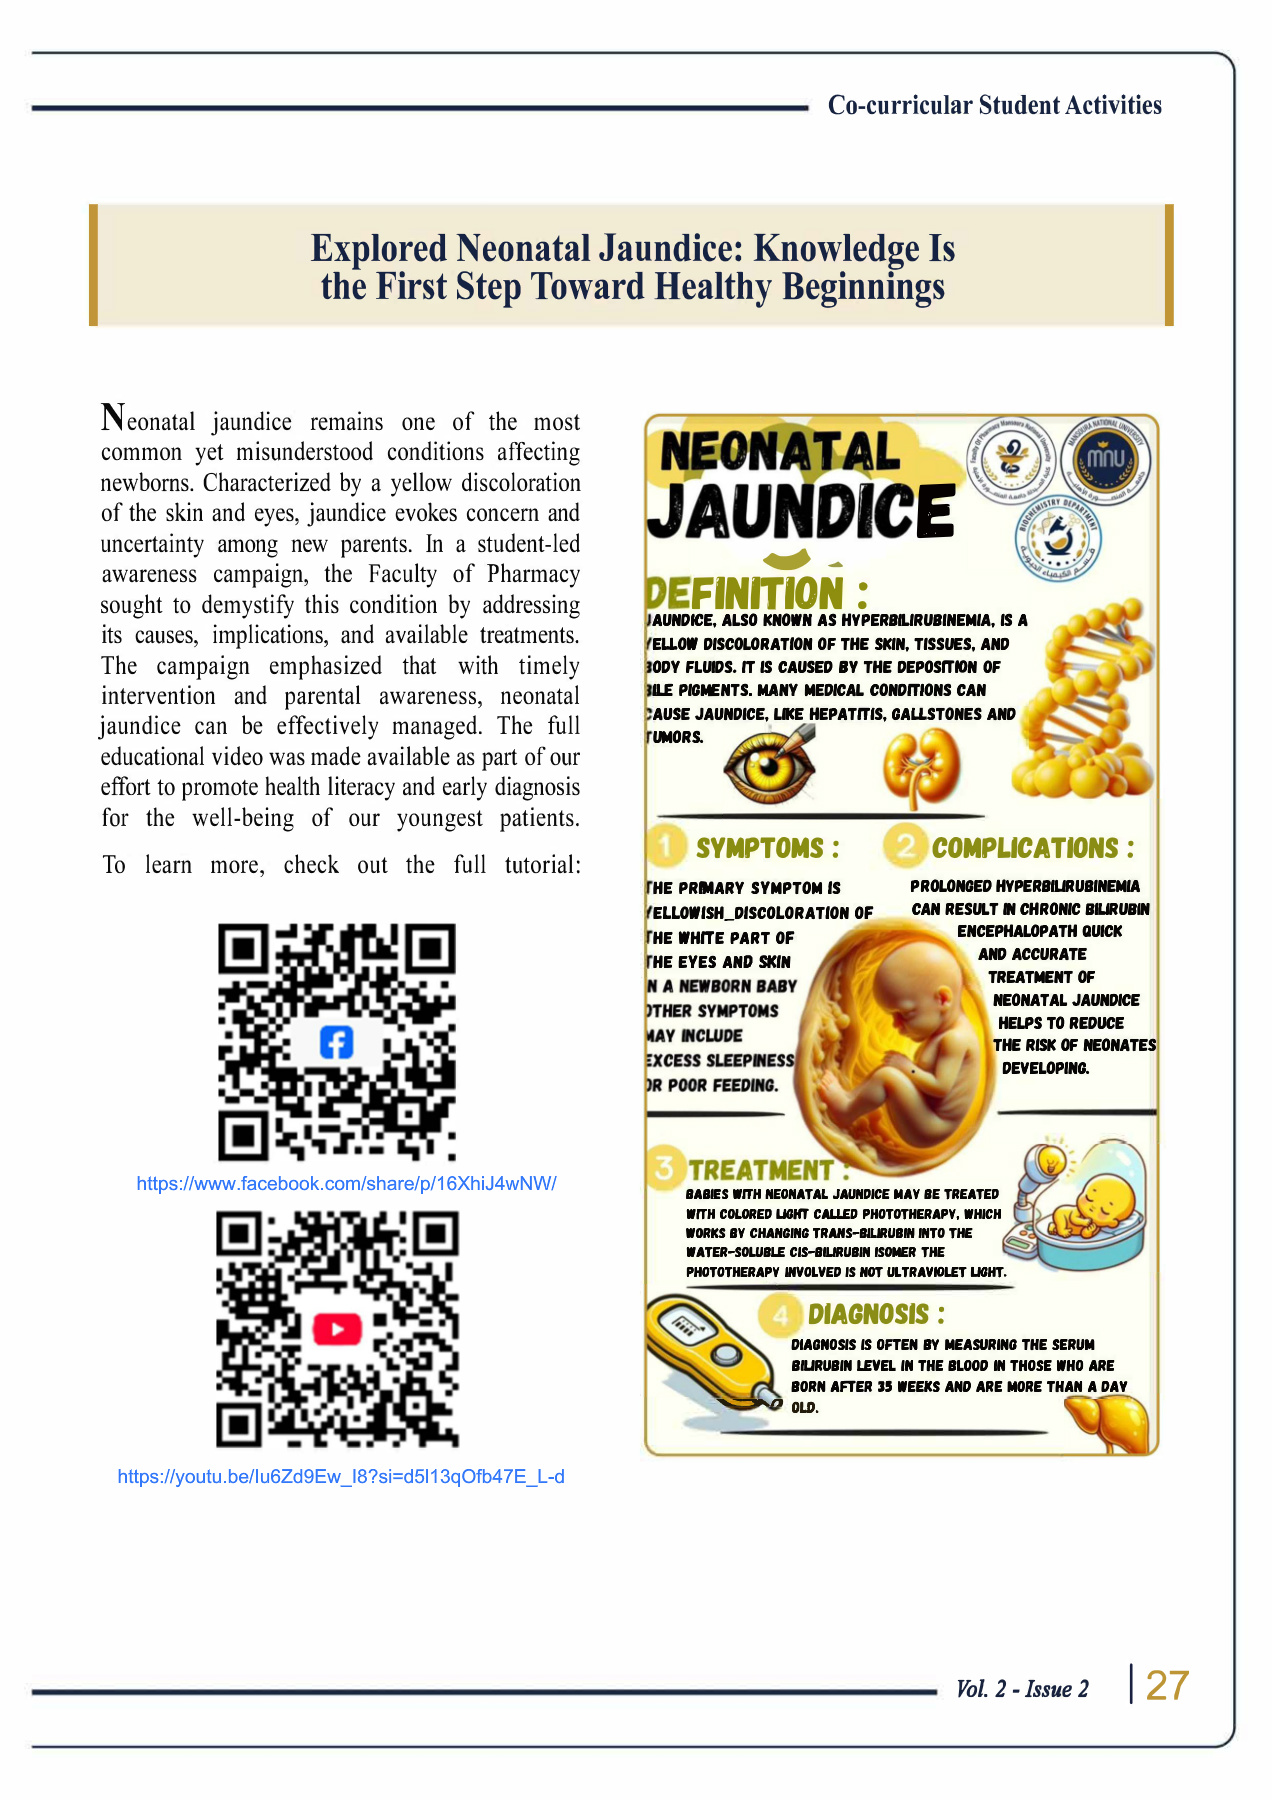 Co-curricular Student Activities
Explored Neonatal Jaundice: Knowledge Is
the First Step Toward Healthy Beginnings
Neonatal jaundice remains one of the most
common yet misunderstood conditions affecting
newborns. Characterized by a yellow discoloration
of the skin and eyes, jaundice evokes concern and
uncertainty among new parents. In a student-led
awareness campaign, the Faculty of Pharmacy
sought to demystify this condition by addressing
its causes, implications, and available treatments.
The campaign emphasized that with timely
intervention and parental awareness, neonatal
jaundice can be effectively managed. The full
educational video was made available as part of our
effort to promote health literacy and early diagnosis
for the well-being of our youngest patients.
To learn more, check out the full tutorial:
https://www.facebook.com/share/p/16XhiJ4wNW/
https://youtu.be/Iu6Zd9Ew_I8?si=d5I13qOfb47E_L-d
NEONATAL
JAUNDICE
Faculty Of Pharmacy Mansoura National University
MANSOURA NATIONAL UNIVERSITY
mnu
BIOCHEMISTRY DEPARTMENT
قسم الكيمياء الحيوية
DEFINITION :
JAUNDICE, ALSO KNOWN AS HYPERBILIRUBINEMIA, IS A
YELLOW DISCOLORATION OF THE SKIN, TISSUES, AND
BODY FLUIDS. IT IS CAUSED BY THE DEPOSITION OF
BILE PIGMENTS. MANY MEDICAL CONDITIONS CAN
CAUSE JAUNDICE, LIKE HEPATITIS, GALLSTONES AND
TUMORS.
1 SYMPTOMS :
THE PRIMARY SYMPTOM IS
YELLOWISH_DISCOLORATION OF
THE WHITE PART OF
THE EYES AND SKIN
IN A NEWBORN BABY
OTHER SYMPTOMS
MAY INCLUDE
EXCESS SLEEPINESS
OR POOR FEEDING.
2 COMPLICATIONS :
PROLONGED HYPERBILIRUBINEMIA
CAN RESULT IN CHRONIC BILIRUBIN
ENCEPHALOPATH QUICK
AND ACCURATE
TREATMENT OF
NEONATAL JAUNDICE
HELPS TO REDUCE
THE RISK OF NEONATES
DEVELOPING.
3 TREATMENT :
BABIES WITH NEONATAL JAUNDICE MAY BE TREATED
WITH COLORED LIGHT CALLED PHOTOTHERAPY, WHICH
WORKS BY CHANGING TRANS-BILIRUBIN INTO THE
WATER-SOLUBLE CIS-BILIRUBIN ISOMER THE
PHOTOTHERAPY INVOLVED IS NOT ULTRAVIOLET LIGHT.
4 DIAGNOSIS :
DIAGNOSIS IS OFTEN BY MEASURING THE SERUM
BILIRUBIN LEVEL IN THE BLOOD IN THOSE WHO ARE
BORN AFTER 35 WEEKS AND ARE MORE THAN A DAY
OLD.
Vol. 2 - Issue 2
27